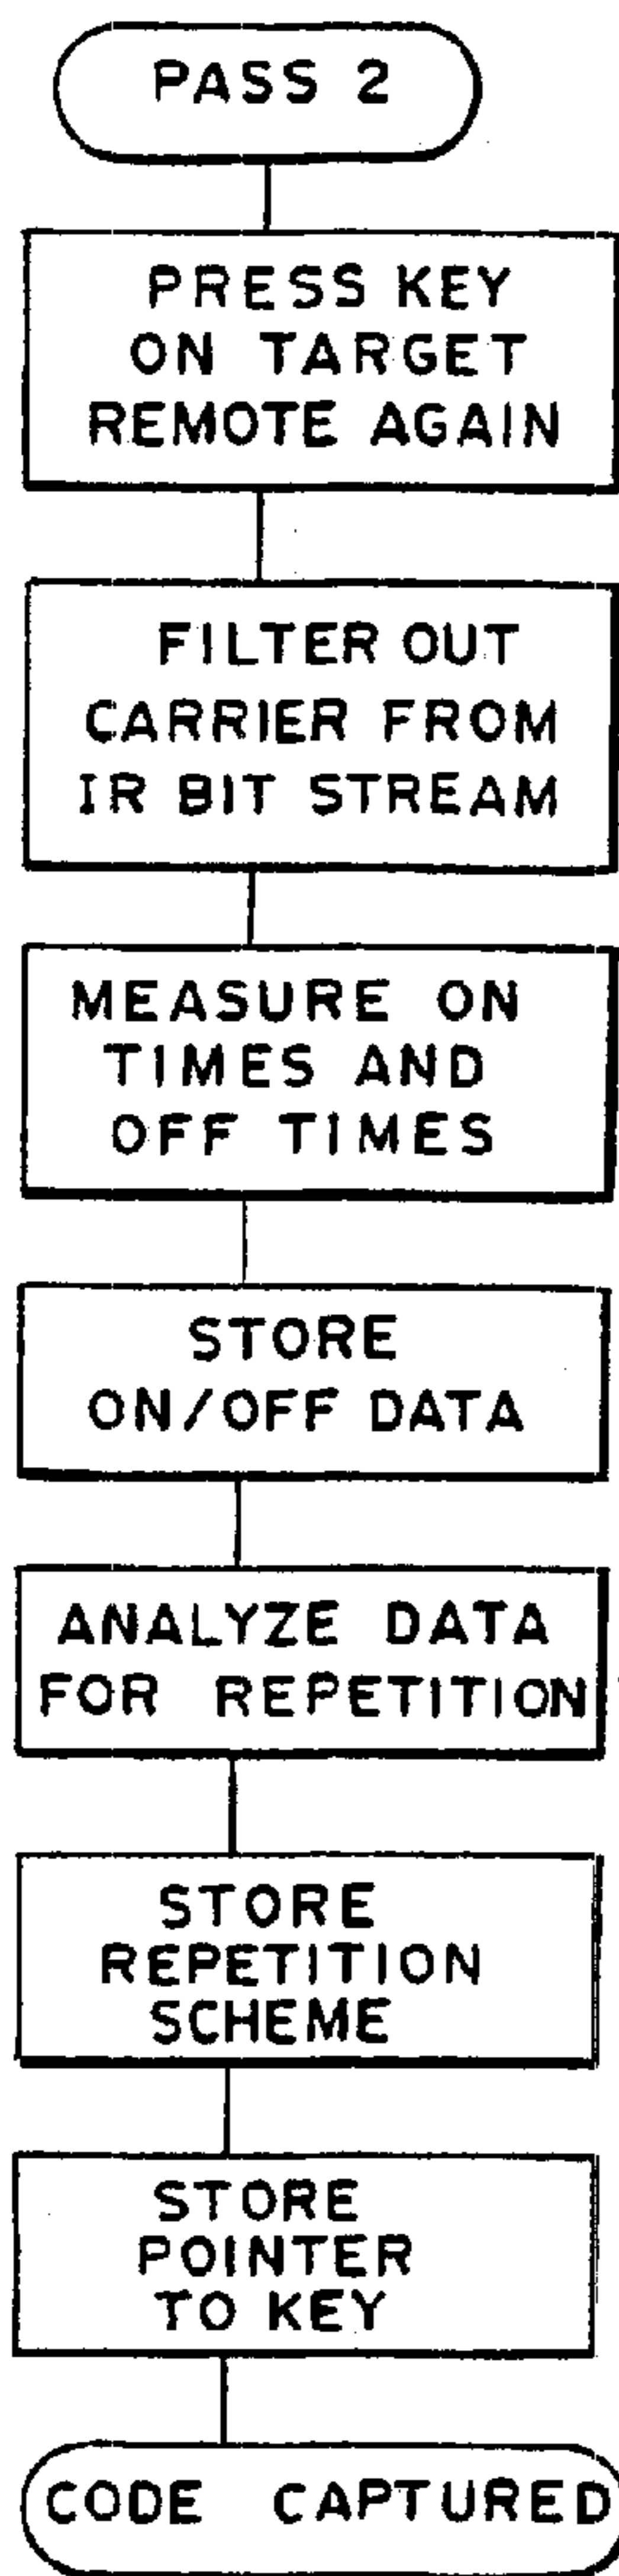 PASS 2
PRESS KEY
ON TARGET
REMOTE AGAIN
FILTER OUT
CARRIER FROM
IR BIT STREAM
MEASURE ON
TIMES AND
OFF TIMES
STORE
ON/OFF DATA
ANALYZE DATA
FOR REPETITION
STORE
REPETITION
SCHEME
STORE
POINTER
TO KEY
CODE CAPTURED